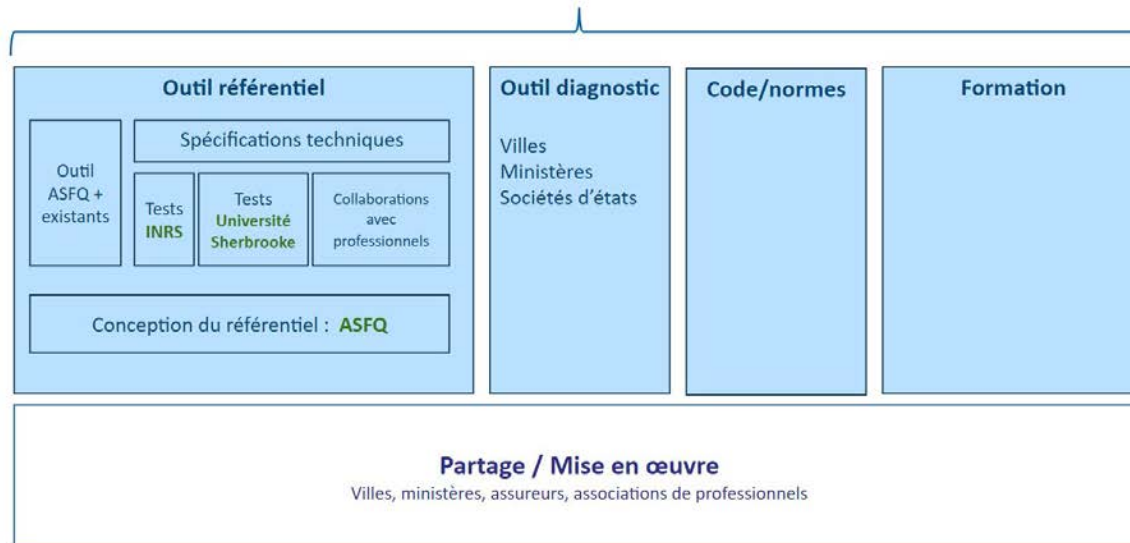 Outil référentiel
Spécifications techniques
Outil
ASFQ +
existants
Tests
INRS
Tests
Université
Sherbrooke
Collaborations
avec
professionnels
Conception du référentiel : ASFQ
Outil diagnostic
Villes
Ministères
Sociétés d'états
Code/normes
Formation
Partage / Mise en œuvre
Villes, ministères, assureurs, associations de professionnels